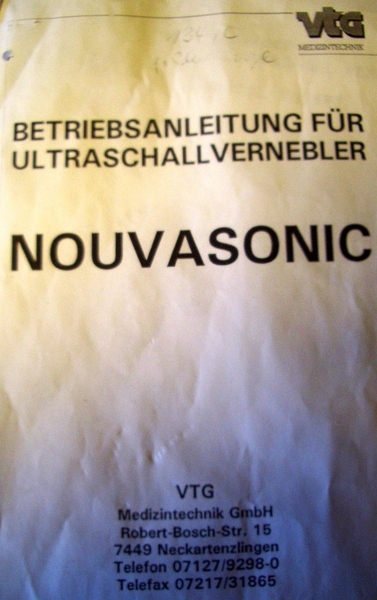 vtg
MEDIZINTECHNIK
BETRIEBSANLEITUNG FÜR
ULTRASCHALLVERNEBLER
NOUVASONIC
VTG
Medizintechnik GmbH
Robert-Bosch-Str. 15
7449 Neckartenzlingen
Telefon 07127/9298-0
Telefax 07217/31865